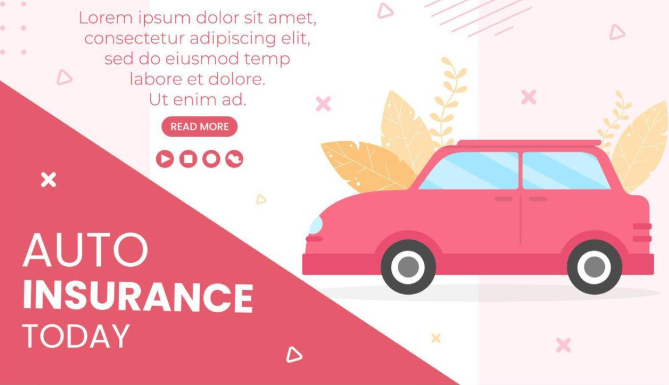 Lorem ipsum dolor sit amet,
consectetur adipiscing elit,
sed do eiusmod temp
labore et dolore.
Ut enim ad.
READ MORE
AUTO
INSURANCE
TODAY